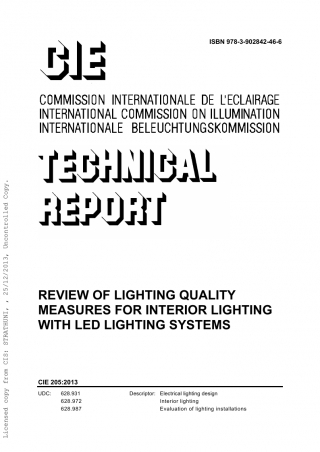 ISBN 978-3-902842-46-6
CIE
COMMISSION INTERNATIONALE DE L'ECLAIRAGE
INTERNATIONAL COMMISSION ON ILLUMINATION
INTERNATIONALE BELEUCHTUNGSKOMMISSION
TECHNICAL
REPORT
REVIEW OF LIGHTING QUALITY
MEASURES FOR INTERIOR LIGHTING
WITH LED LIGHTING SYSTEMS
CIE 205:2013
UDC: 628.931 Descriptor: Electrical lighting design
628.972 Interior lighting
628.987 Evaluation of lighting installations
Licensed copy from CIS: STRATHUNI, , 25/12/2013, Uncontrolled Copy.